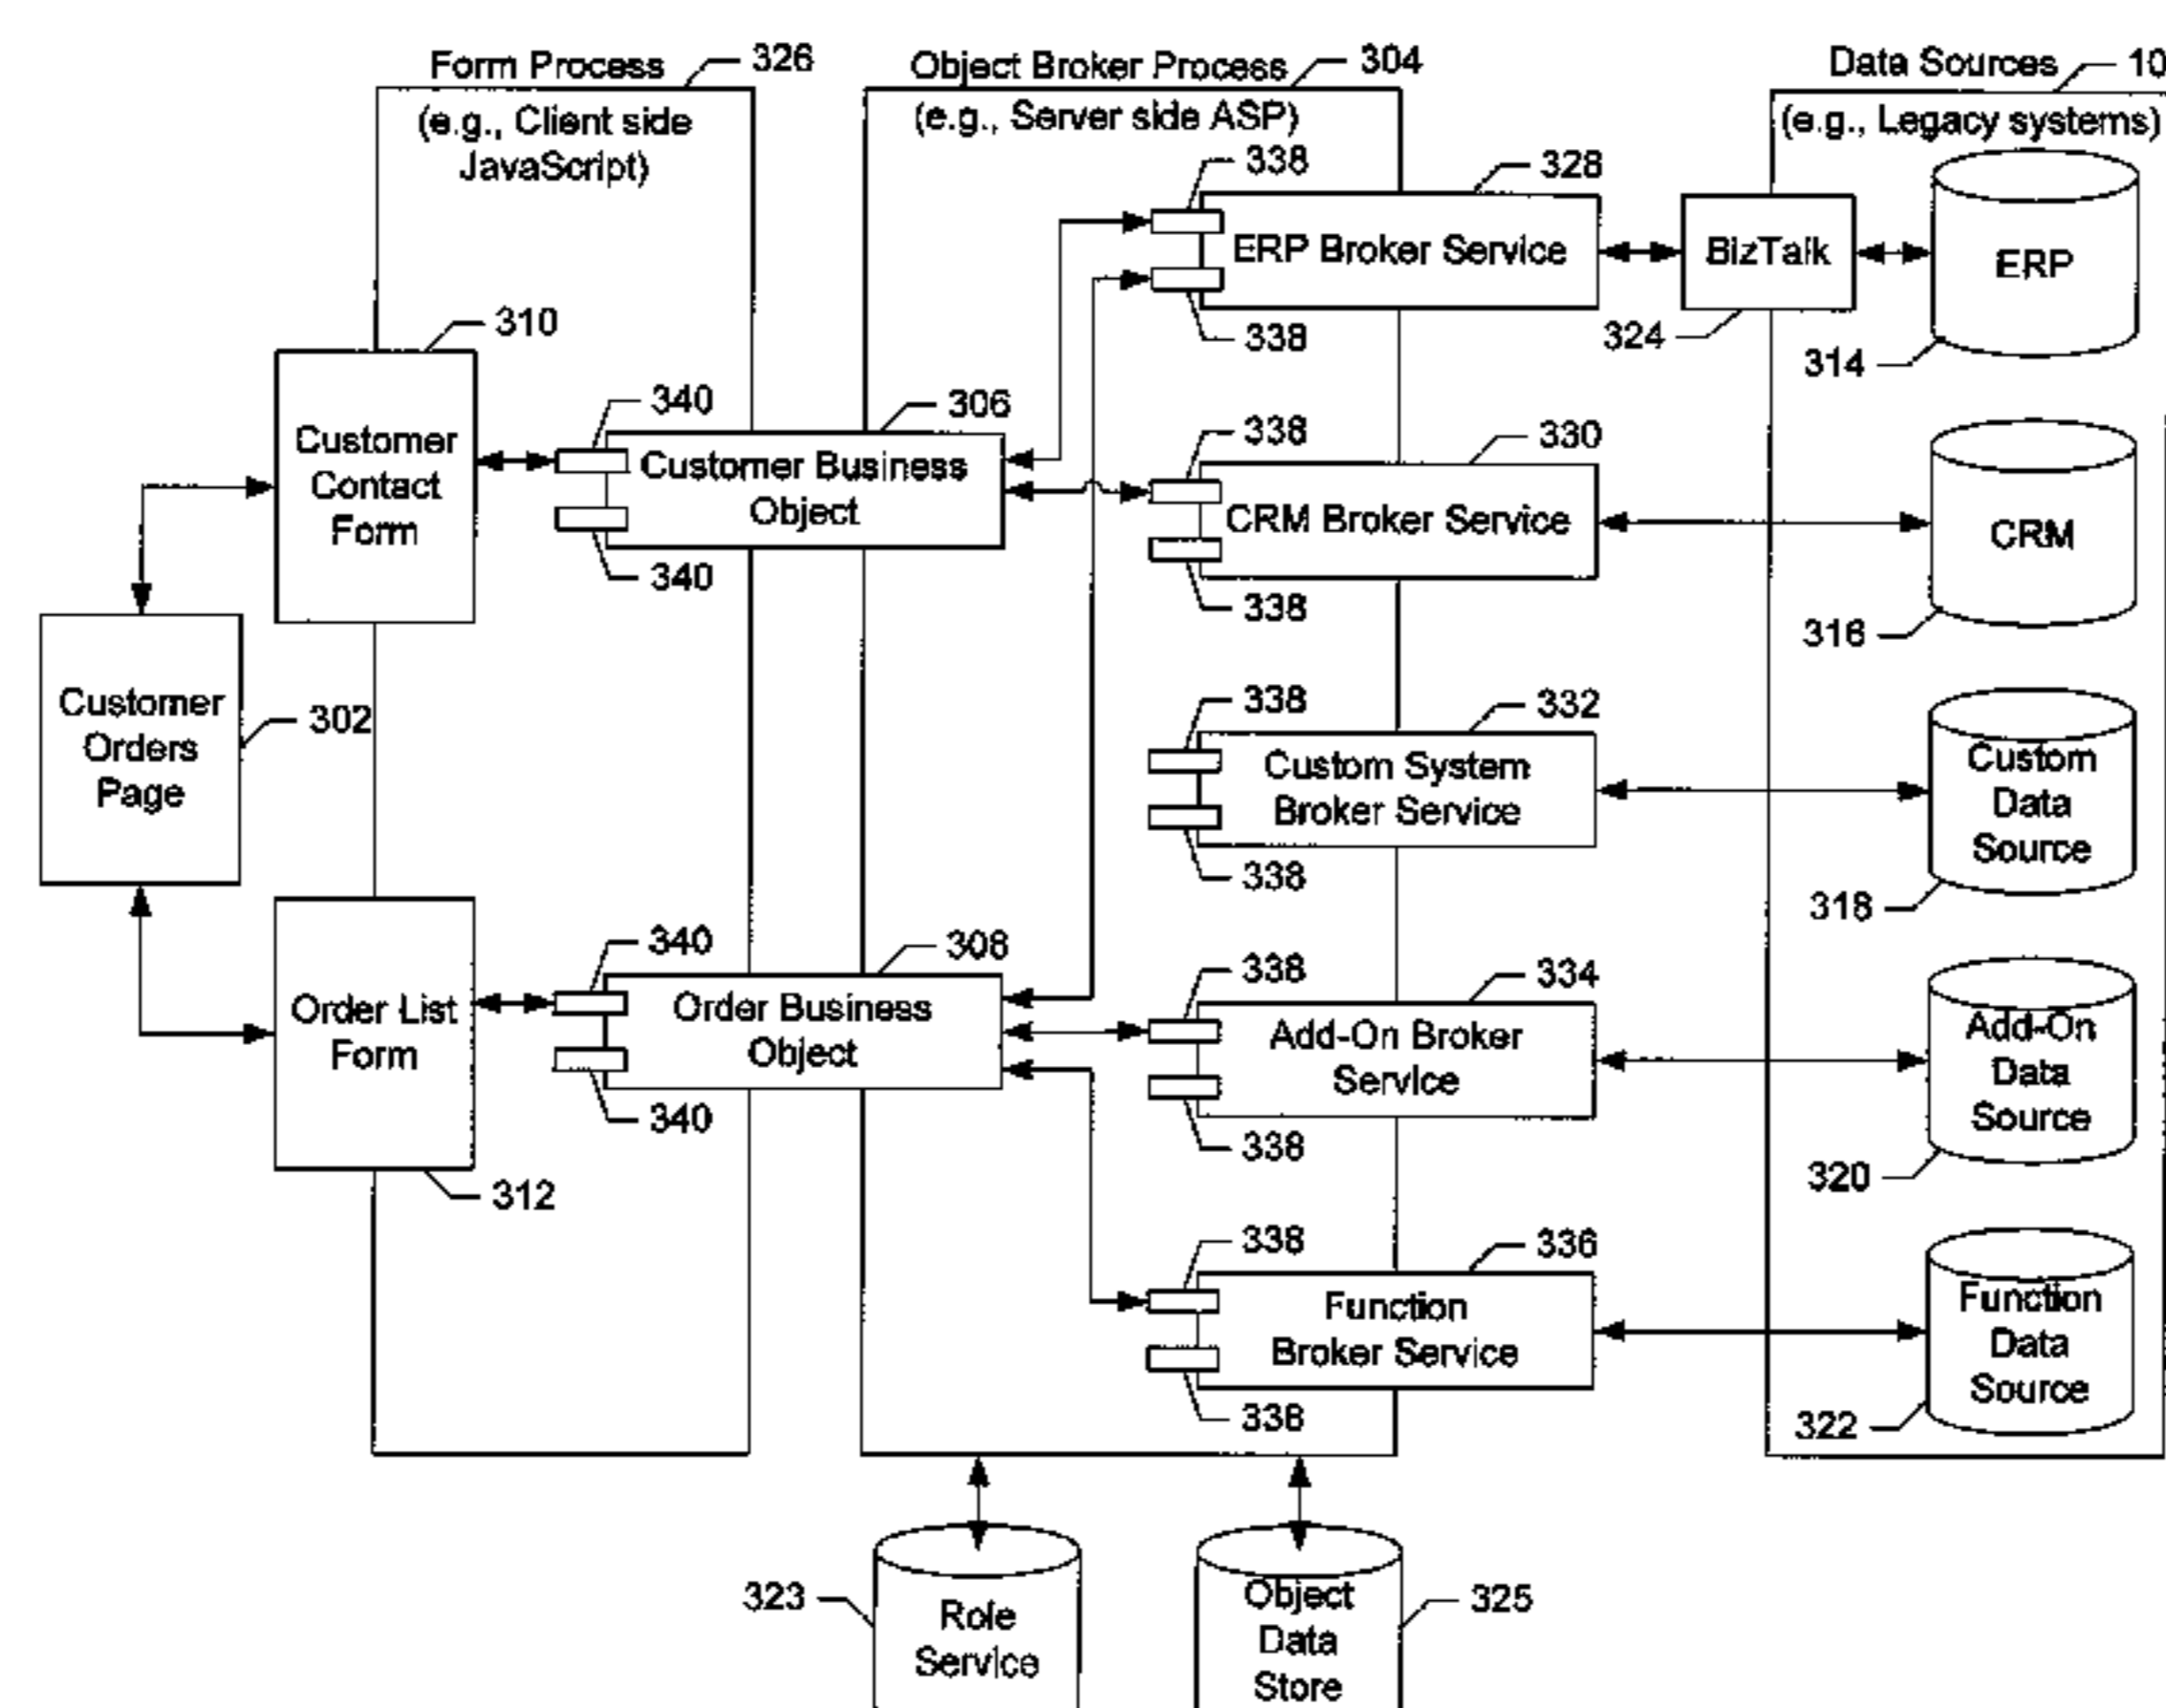 Form Process
326
(e.g., Client side
JavaScript)
Object Broker Process
304
(e.g., Server side ASP)
Data Sources
10
(e.g., Legacy systems)
338
328
ERP Broker Service
338
BizTalk
324
ERP
314
310
Customer
Contact
Form
340
306
Customer Business
Object
340
338
330
CRM Broker Service
338
CRM
316
Customer
Orders
Page
302
338
332
Custom System
Broker Service
338
Custom
Data
Source
318
Order List
Form
312
340
308
Order Business
Object
340
338
334
Add-On Broker
Service
338
Add-On
Data
Source
320
338
336
Function
Broker Service
338
Function
Data
Source
322
323
Role
Service
Object
Data
Store
325